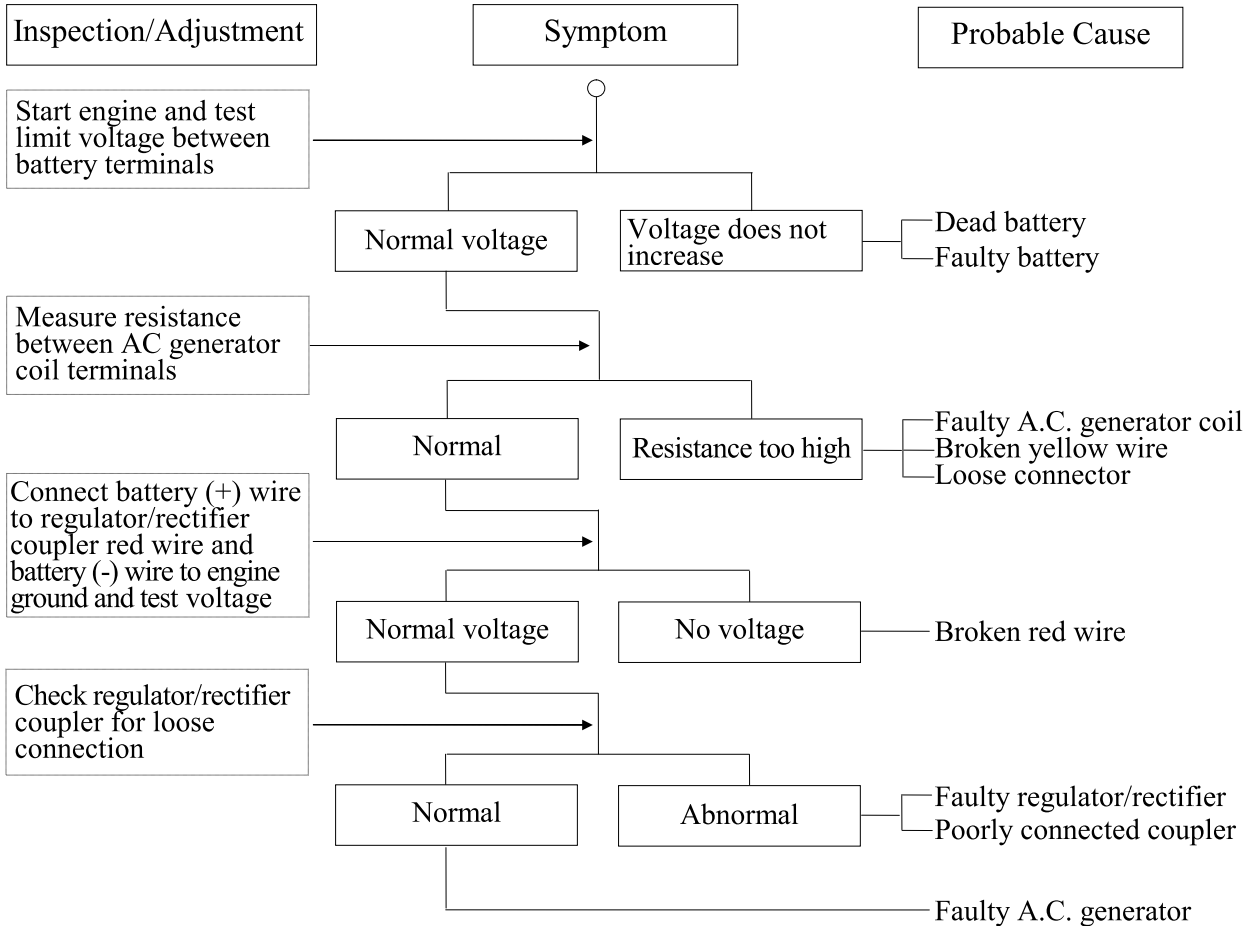 Inspection/Adjustment
Symptom
Probable Cause
Start engine and test
limit voltage between
battery terminals
Normal voltage
Voltage does not
increase
Dead battery
Faulty battery
Measure resistance
between AC generator
coil terminals
Normal
Resistance too high
Faulty A.C. generator coil
Broken yellow wire
Loose connector
Connect battery (+) wire
to regulator/rectifier
coupler red wire and
battery (-) wire to engine
ground and test voltage
Normal voltage
No voltage
Broken red wire
Check regulator/rectifier
coupler for loose
connection
Normal
Abnormal
Faulty regulator/rectifier
Poorly connected coupler
Faulty A.C. generator